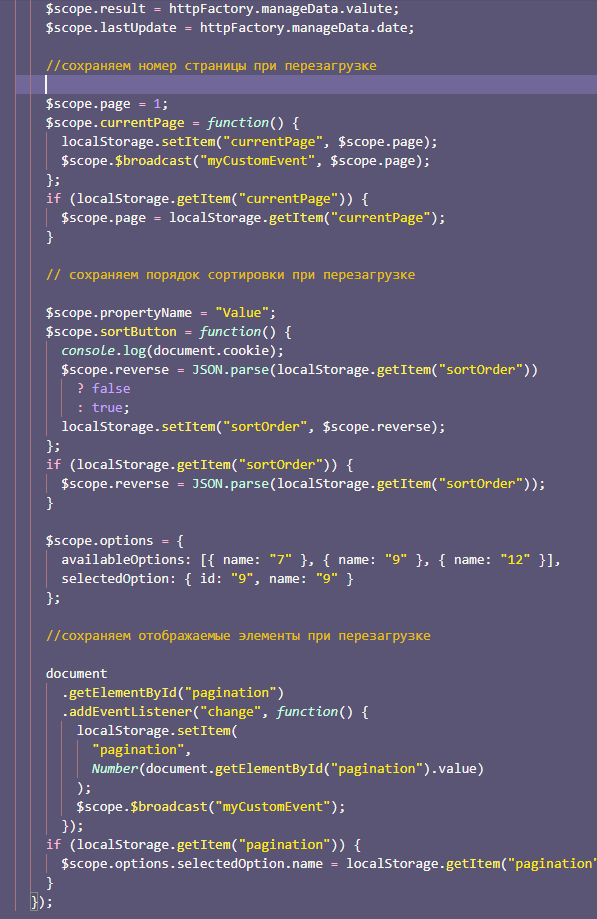 $scope.result = httpFactory.manageData.valute;
$scope.lastUpdate = httpFactory.manageData.date;
//сохраняем номер страницы при перезагрузке
$scope.page = 1;
$scope.currentPage = function() {
localStorage.setItem("currentPage", $scope.page);
$scope.$broadcast("myCustomEvent", $scope.page);
};
if (localStorage.getItem("currentPage")) {
$scope.page = localStorage.getItem("currentPage");
}
// сохраняем порядок сортировки при перезагрузке
$scope.propertyName = "Value";
$scope.sortButton = function() {
console.log(document.cookie);
$scope.reverse = JSON.parse(localStorage.getItem("sortOrder"))
? false
: true;
localStorage.setItem("sortOrder", $scope.reverse);
};
if (localStorage.getItem("sortOrder")) {
$scope.reverse = JSON.parse(localStorage.getItem("sortOrder"));
}
$scope.options = {
availableOptions: [{ name: "7" }, { name: "9" }, { name: "12" }],
selectedOption: { id: "9", name: "9" }
};
//сохраняем отображаемые элементы при перезагрузке
document
.getElementById("pagination")
.addEventListener("change", function() {
localStorage.setItem(
"pagination",
Number(document.getElementById("pagination").value)
);
$scope.$broadcast("myCustomEvent");
});
if (localStorage.getItem("pagination")) {
$scope.options.selectedOption.name = localStorage.getItem("pagination"
}
});